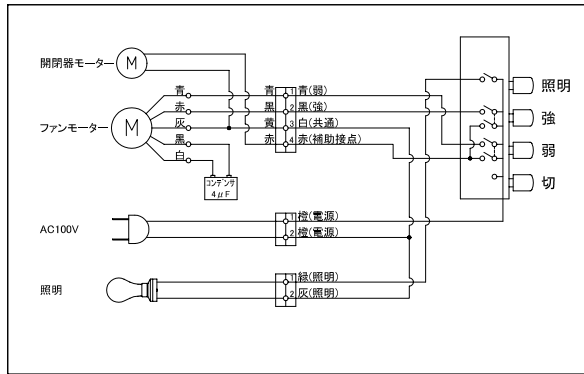 開閉器モーター
M
照明
青
青
1
青(弱)
赤
黒
2
黒(強)
強
ファンモーター
M
灰
黄
3
白(共通)
黒
赤
4
赤(補助接点)
弱
白
コンデンサ
4μF
切
AC100V
1
橙(電源)
2
橙(電源)
照明
1
緑(照明)
2
灰(照明)